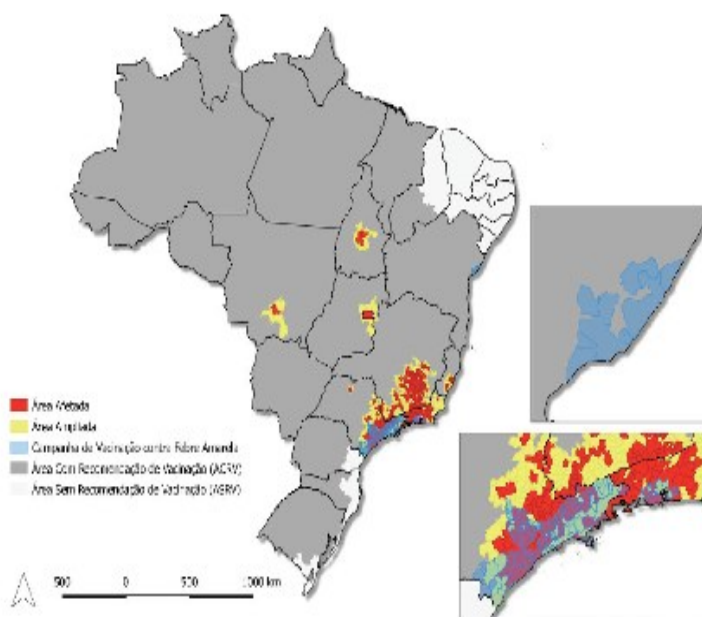 Área Afetada
Área Ampliada
Campanha de Vacinação contra Febre Amarela
Área Com Recomendação de Vacinação (ACRV)
Área Sem Recomendação de Vacinação (ASRV)
500 0 500 1000 km